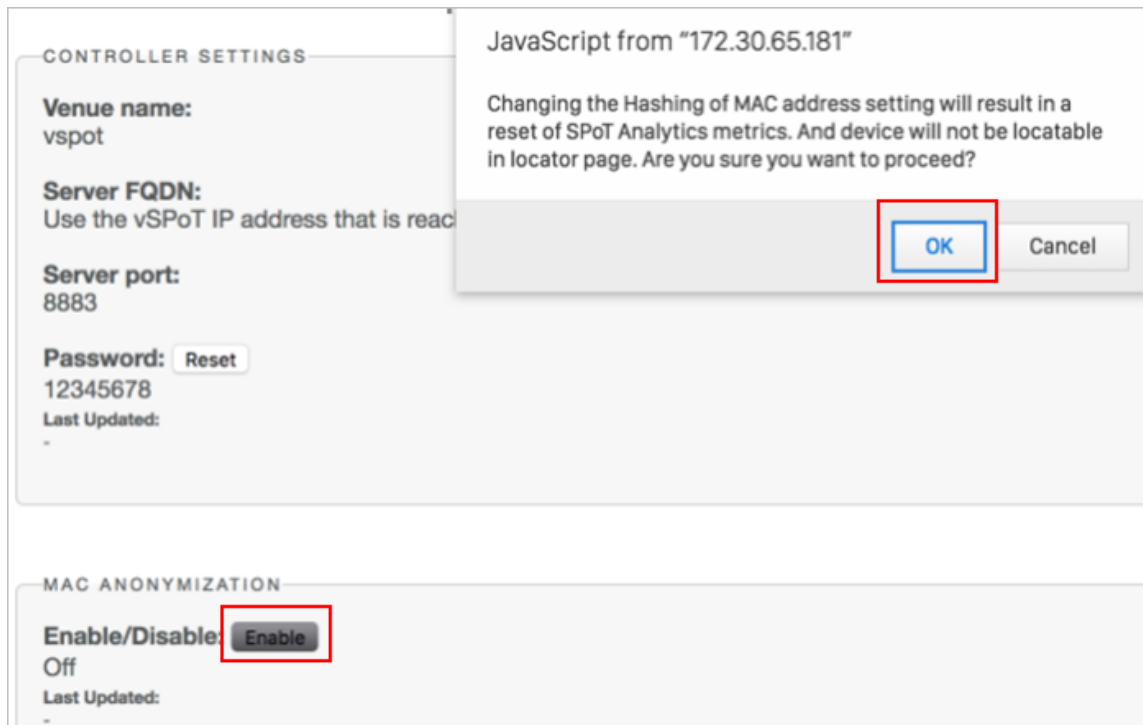 CONTROLLER SETTINGS
Venue name:
vspot
Server FQDN:
Use the vSPoT IP address that is reac
Server port:
8883
Password: Reset
12345678
Last Updated:
-
JavaScript from “172.30.65.181”
Changing the Hashing of MAC address setting will result in a
reset of SPoT Analytics metrics. And device will not be locatable
in locator page. Are you sure you want to proceed?
OK Cancel
MAC ANONYMIZATION
Enable/Disable: Enable
Off
Last Updated:
-